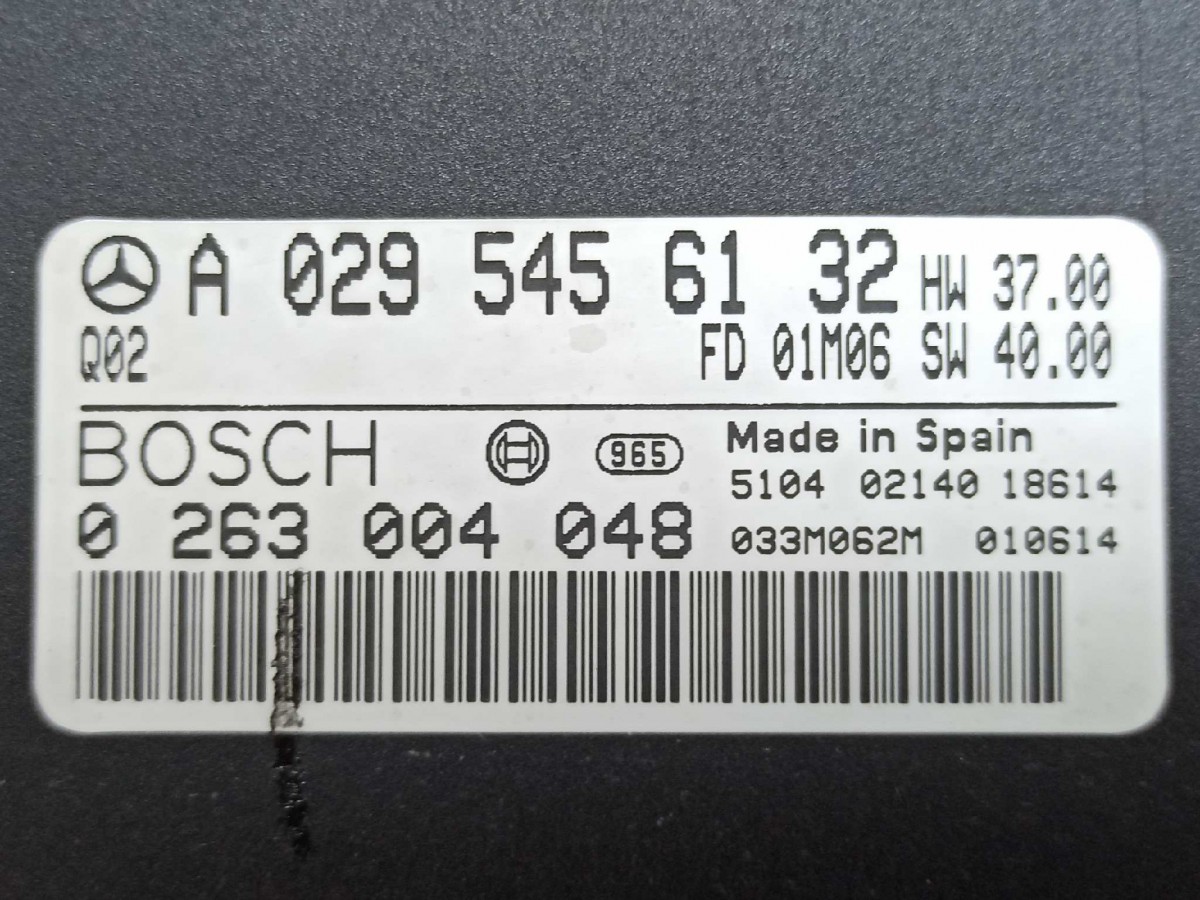 A 029 545 61 32 HW 37.00
Q02 FD 01M06 SW 40.00
BOSCH 965 Made in Spain
5104 02140 18614
0 263 004 048 033M062M 010614